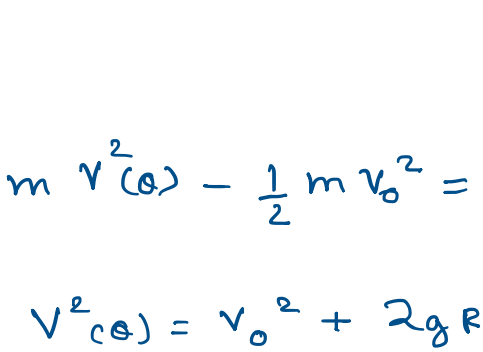 m v²(θ) - 1/2 m v₀² =
v²(θ) = v₀² + 2gR